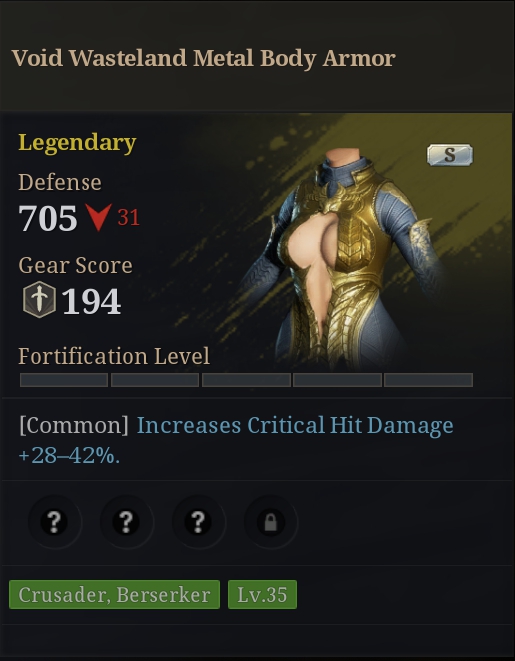 Void Wasteland Metal Body Armor
Legendary
S
Defense
705 31
Gear Score
194
Fortification Level
[Common] Increases Critical Hit Damage
+28–42%.
? ? ?
Crusader, Berserker Lv.35